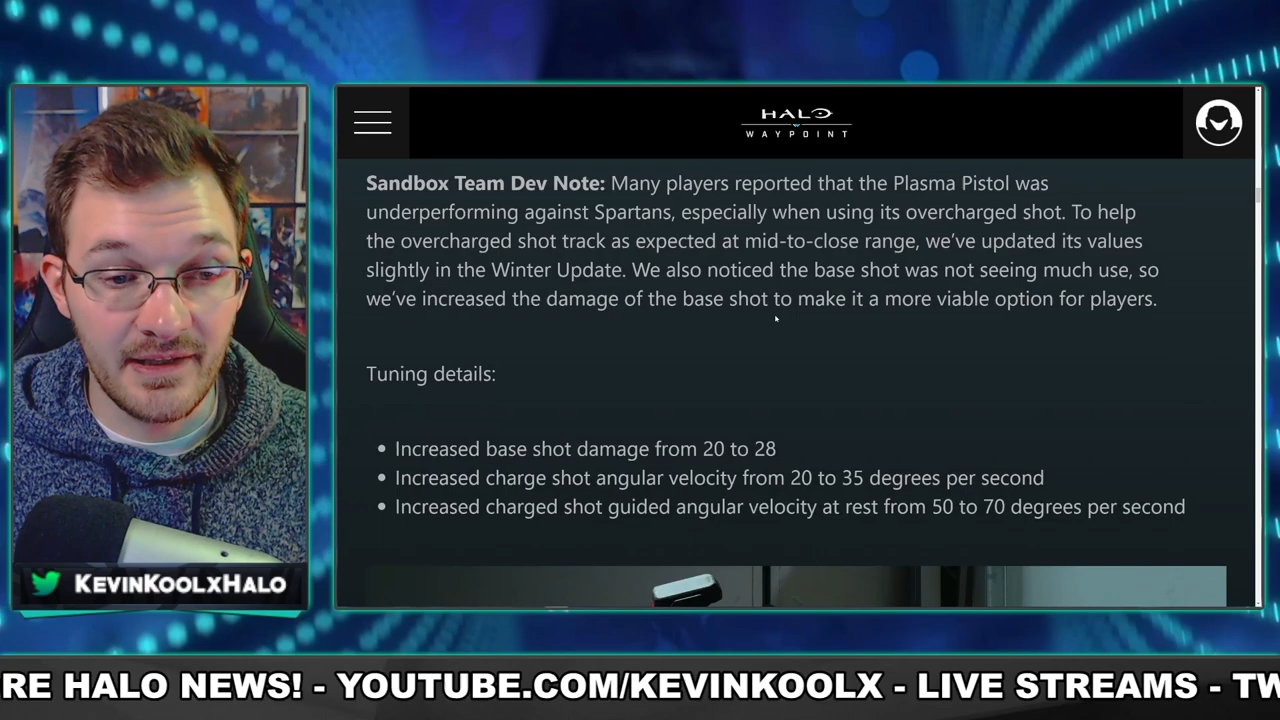 HALO
WAYPOINT
Sandbox Team Dev Note: Many players reported that the Plasma Pistol was
underperforming against Spartans, especially when using its overcharged shot. To help
the overcharged shot track as expected at mid-to-close range, we’ve updated its values
slightly in the Winter Update. We also noticed the base shot was not seeing much use, so
we’ve increased the damage of the base shot to make it a more viable option for players.
Tuning details:
• Increased base shot damage from 20 to 28
• Increased charge shot angular velocity from 20 to 35 degrees per second
• Increased charged shot guided angular velocity at rest from 50 to 70 degrees per second
KEVINKOOLXHALO
RE HALO NEWS! - YOUTUBE.COM/KEVINKOOLX - LIVE STREAMS - TW